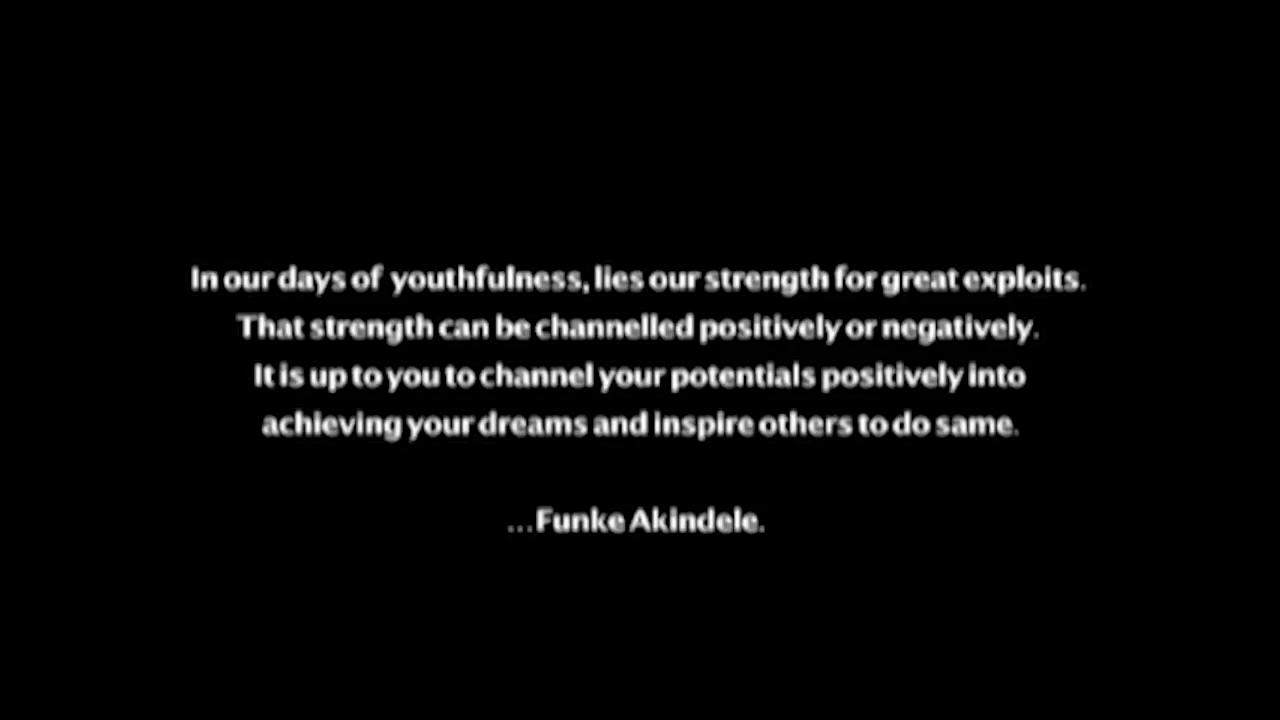 In our days of youthfulness, lies our strength for great exploits.
That strength can be channelled positively or negatively.
It is up to you to channel your potentials positively into
achieving your dreams and inspire others to do same.
...Funke Akindele.